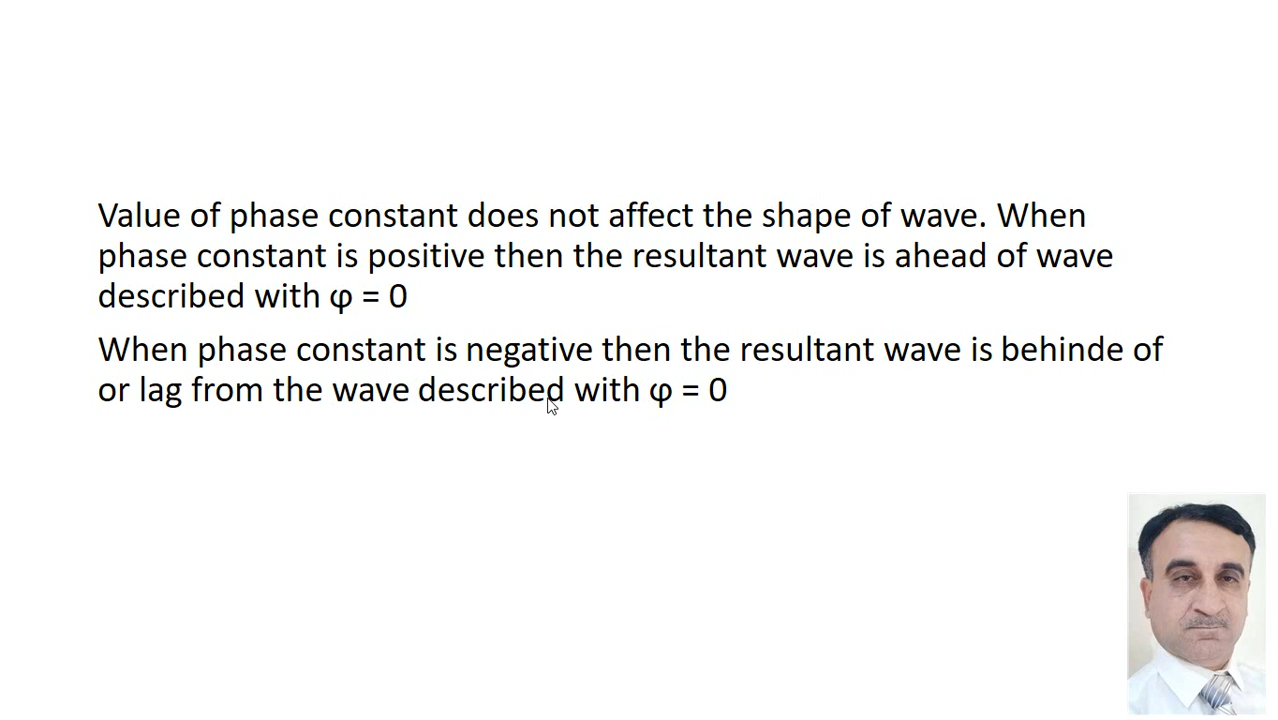 Value of phase constant does not affect the shape of wave. When
phase constant is positive then the resultant wave is ahead of wave
described with φ = 0
When phase constant is negative then the resultant wave is behinde of
or lag from the wave described with φ = 0